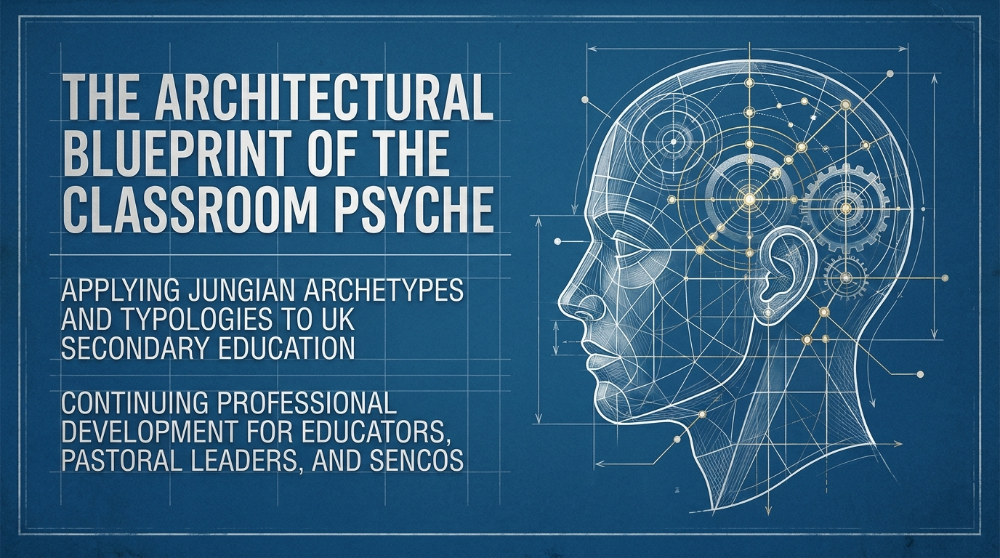 THE ARCHITECTURAL
BLUEPRINT OF THE
CLASSROOM PSYCHE
APPLYING JUNGIAN ARCHETYPES
AND TYPOLOGIES TO UK
SECONDARY EDUCATION
CONTINUING PROFESSIONAL
DEVELOPMENT FOR EDUCATORS,
PASTORAL LEADERS, AND SENCOS